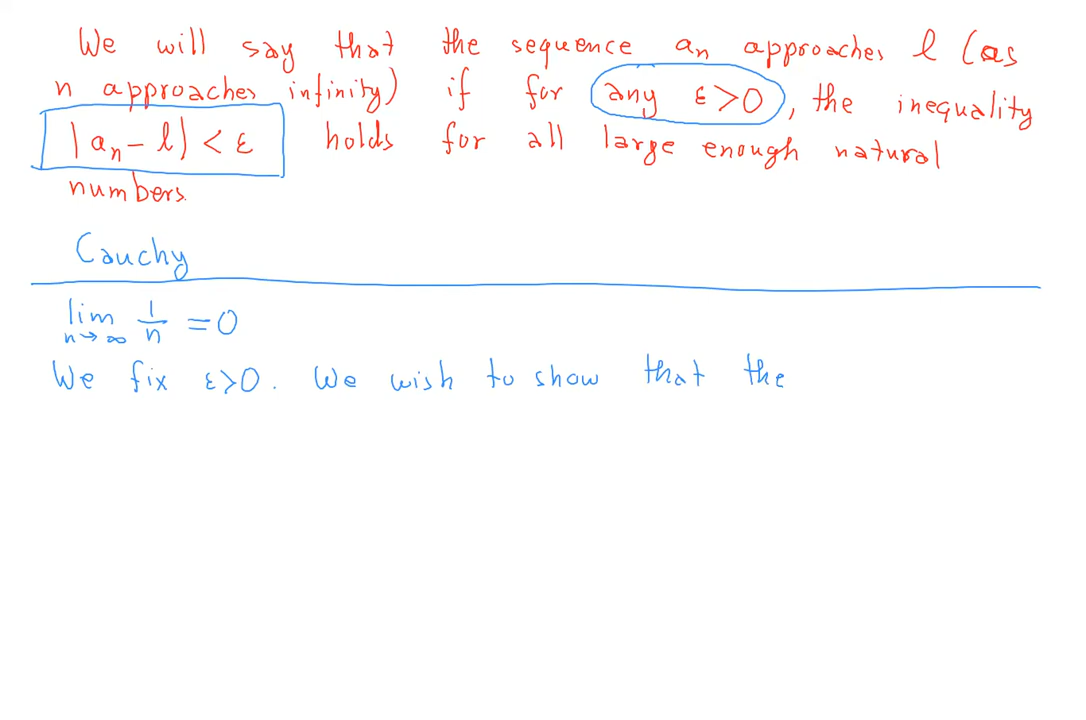 We will say that the sequence aₙ approaches l (as
n approaches infinity) if for any ε>0, the inequality
|aₙ - l| < ε holds for all large enough natural
numbers.
Cauchy
lim n→∞ 1/n = 0
We fix ε>0. We wish to show that the